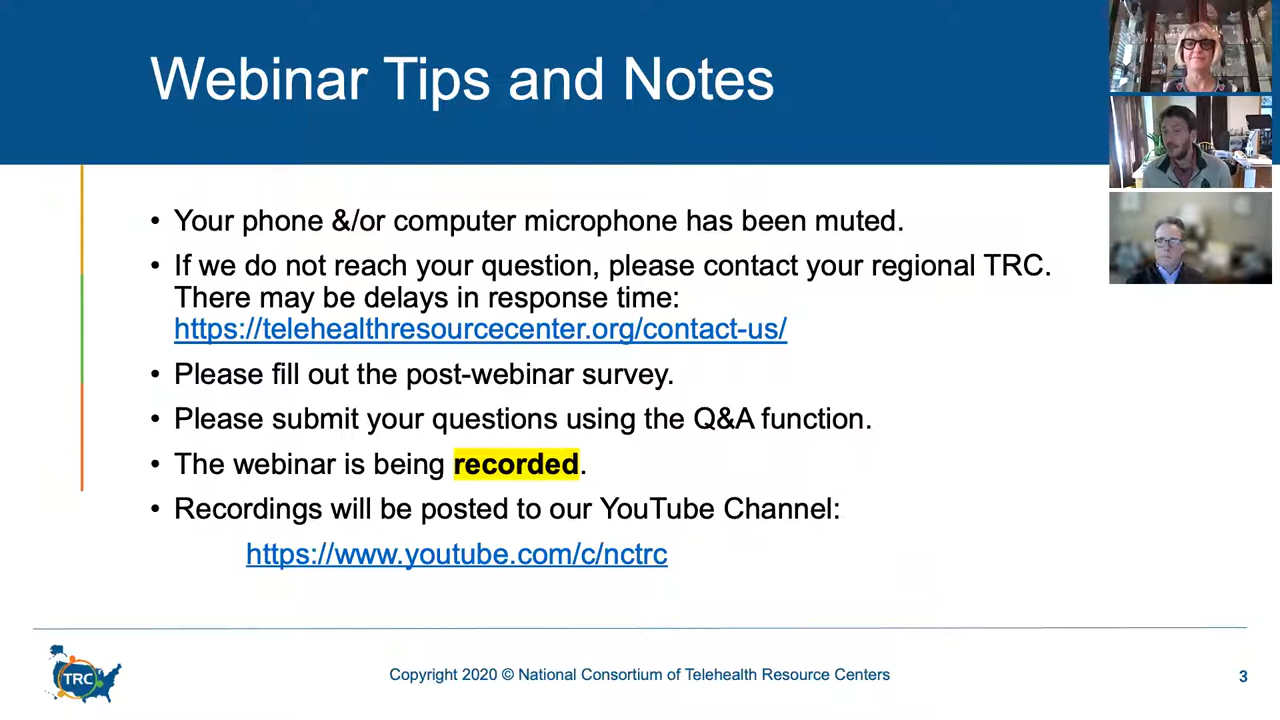 Webinar Tips and Notes
• Your phone &/or computer microphone has been muted.
• If we do not reach your question, please contact your regional TRC.
There may be delays in response time:
https://telehealthresourcecenter.org/contact-us/
• Please fill out the post-webinar survey.
• Please submit your questions using the Q&A function.
• The webinar is being recorded.
• Recordings will be posted to our YouTube Channel:
https://www.youtube.com/c/nctrc
TRC
Copyright 2020 © National Consortium of Telehealth Resource Centers
3